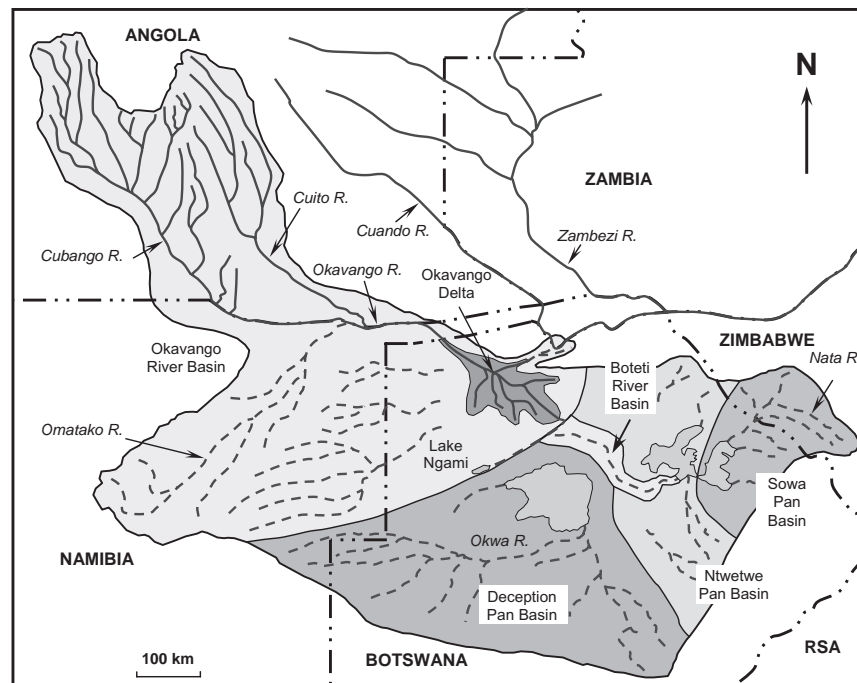 ANGOLA
N
ZAMBIA
Cuito R.
Cuando R.
Zambezi R.
Cubango R.
Okavango R.
Okavango
Delta
ZIMBABWE
Okavango
River Basin
Boteti
River
Basin
Nata R
Omatako R.
Lake
Ngami
Sowa
Pan
Basin
Okwa R.
NAMIBIA
Ntwetwe
Pan Basin
Deception
Pan Basin
RSA
100 km
BOTSWANA